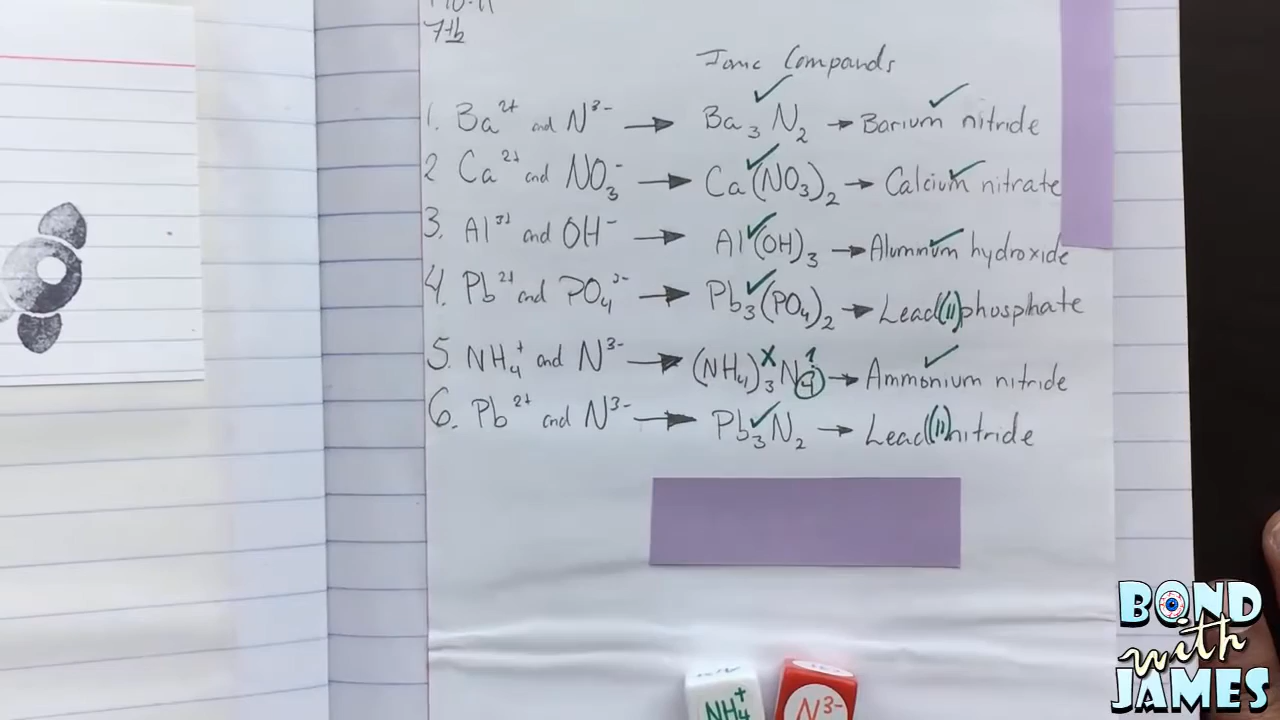 7th
Ionic Compands
1. Ba²⁺ and N³⁻ → Ba₃N₂ → Barium nitride
2 Ca²⁺ and NO₃⁻ → Ca(NO₃)₂ → Calcium nitrate
3. Al³⁺ and OH⁻ → Al(OH)₃ → Aluminum hydroxide
4. Pb²⁺ and PO₄³⁻ → Pb₃(PO₄)₂ → Lead(II)phosphate
5. NH₄⁺ and N³⁻ → (NH₄)₃N → Ammonium nitride
6. Pb²⁺ and N³⁻ → Pb₃N₂ → Lead(II)nitride
NH₄⁺ N³⁻
BOND
with
JAMES